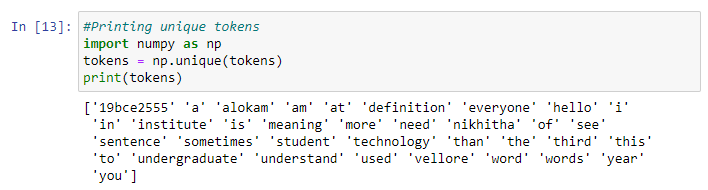 In [13]: #Printing unique tokens
import numpy as np
tokens = np.unique(tokens)
print(tokens)
['19bce2555' 'a' 'alokam' 'am' 'at' 'definition' 'everyone' 'hello' 'i'
'in' 'institute' 'is' 'meaning' 'more' 'need' 'nikhitha' 'of' 'see'
'sentence' 'sometimes' 'student' 'technology' 'than' 'the' 'third' 'this'
'to' 'undergraduate' 'understand' 'used' 'vellore' 'word' 'words' 'year'
'you']